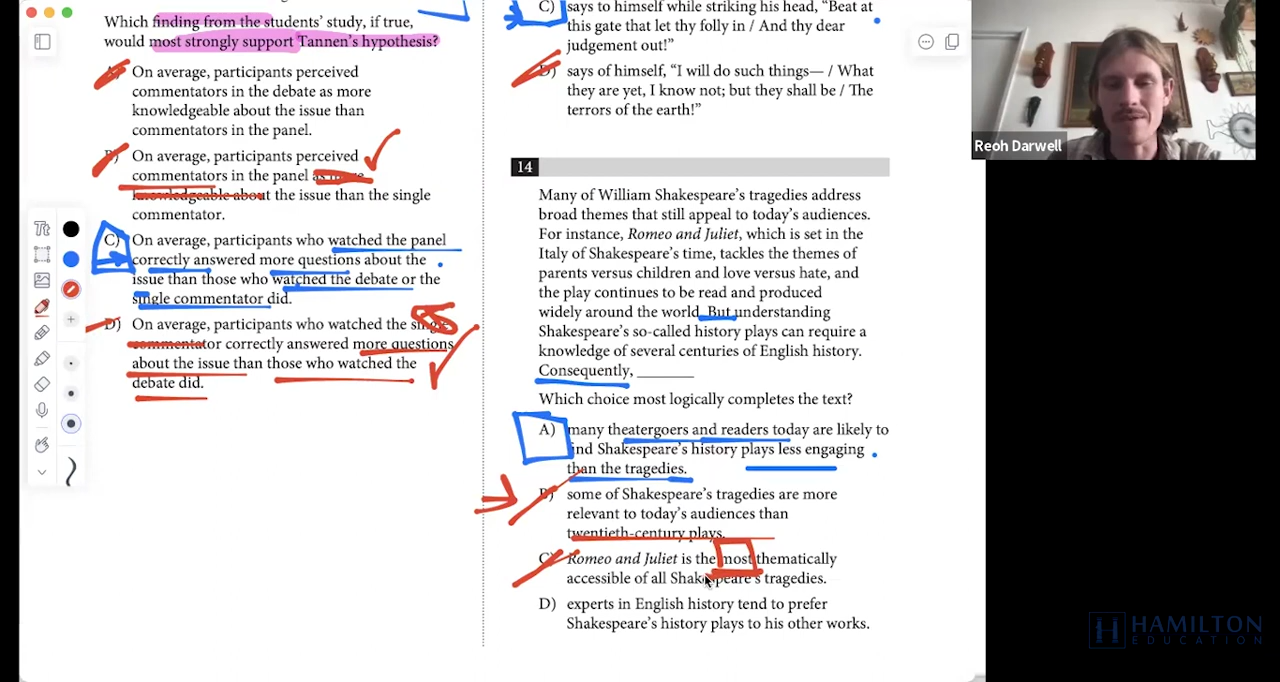 Which finding from the students' study, if true,
would most strongly support Tannen's hypothesis?
A) On average, participants perceived
commentators in the debate as more
knowledgeable about the issue than
commentators in the panel.
On average, participants perceived
commentators in the panel as more
knowledgeable about the issue than the single
commentator.
C) On average, participants who watched the panel
correctly answered more questions about the
issue than those who watched the debate or the
single commentator did.
D) On average, participants who watched the single
commentator correctly answered more questions
about the issue than those who watched the
debate did.
C) says to himself while striking his head, “Beat at
this gate that let thy folly in / And thy dear
judgement out!”
D) says of himself, “I will do such things— / What
they are yet, I know not; but they shall be / The
terrors of the earth!”
14
Many of William Shakespeare's tragedies address
broad themes that still appeal to today's audiences.
For instance, Romeo and Juliet, which is set in the
Italy of Shakespeare's time, tackles the themes of
parents versus children and love versus hate, and
the play continues to be read and produced
widely around the world. But understanding
Shakespeare's so-called history plays can require a
knowledge of several centuries of English history.
Consequently, ______
Which choice most logically completes the text?
A) many theatergoers and readers today are likely to
find Shakespeare's history plays less engaging
than the tragedies.
B) some of Shakespeare's tragedies are more
relevant to today's audiences than
twentieth-century plays.
C) Romeo and Juliet is the most thematically
accessible of all Shakespeare's tragedies.
D) experts in English history tend to prefer
Shakespeare's history plays to his other works.
Tt
Reoh Darwell
HAMILTON
EDUCATION